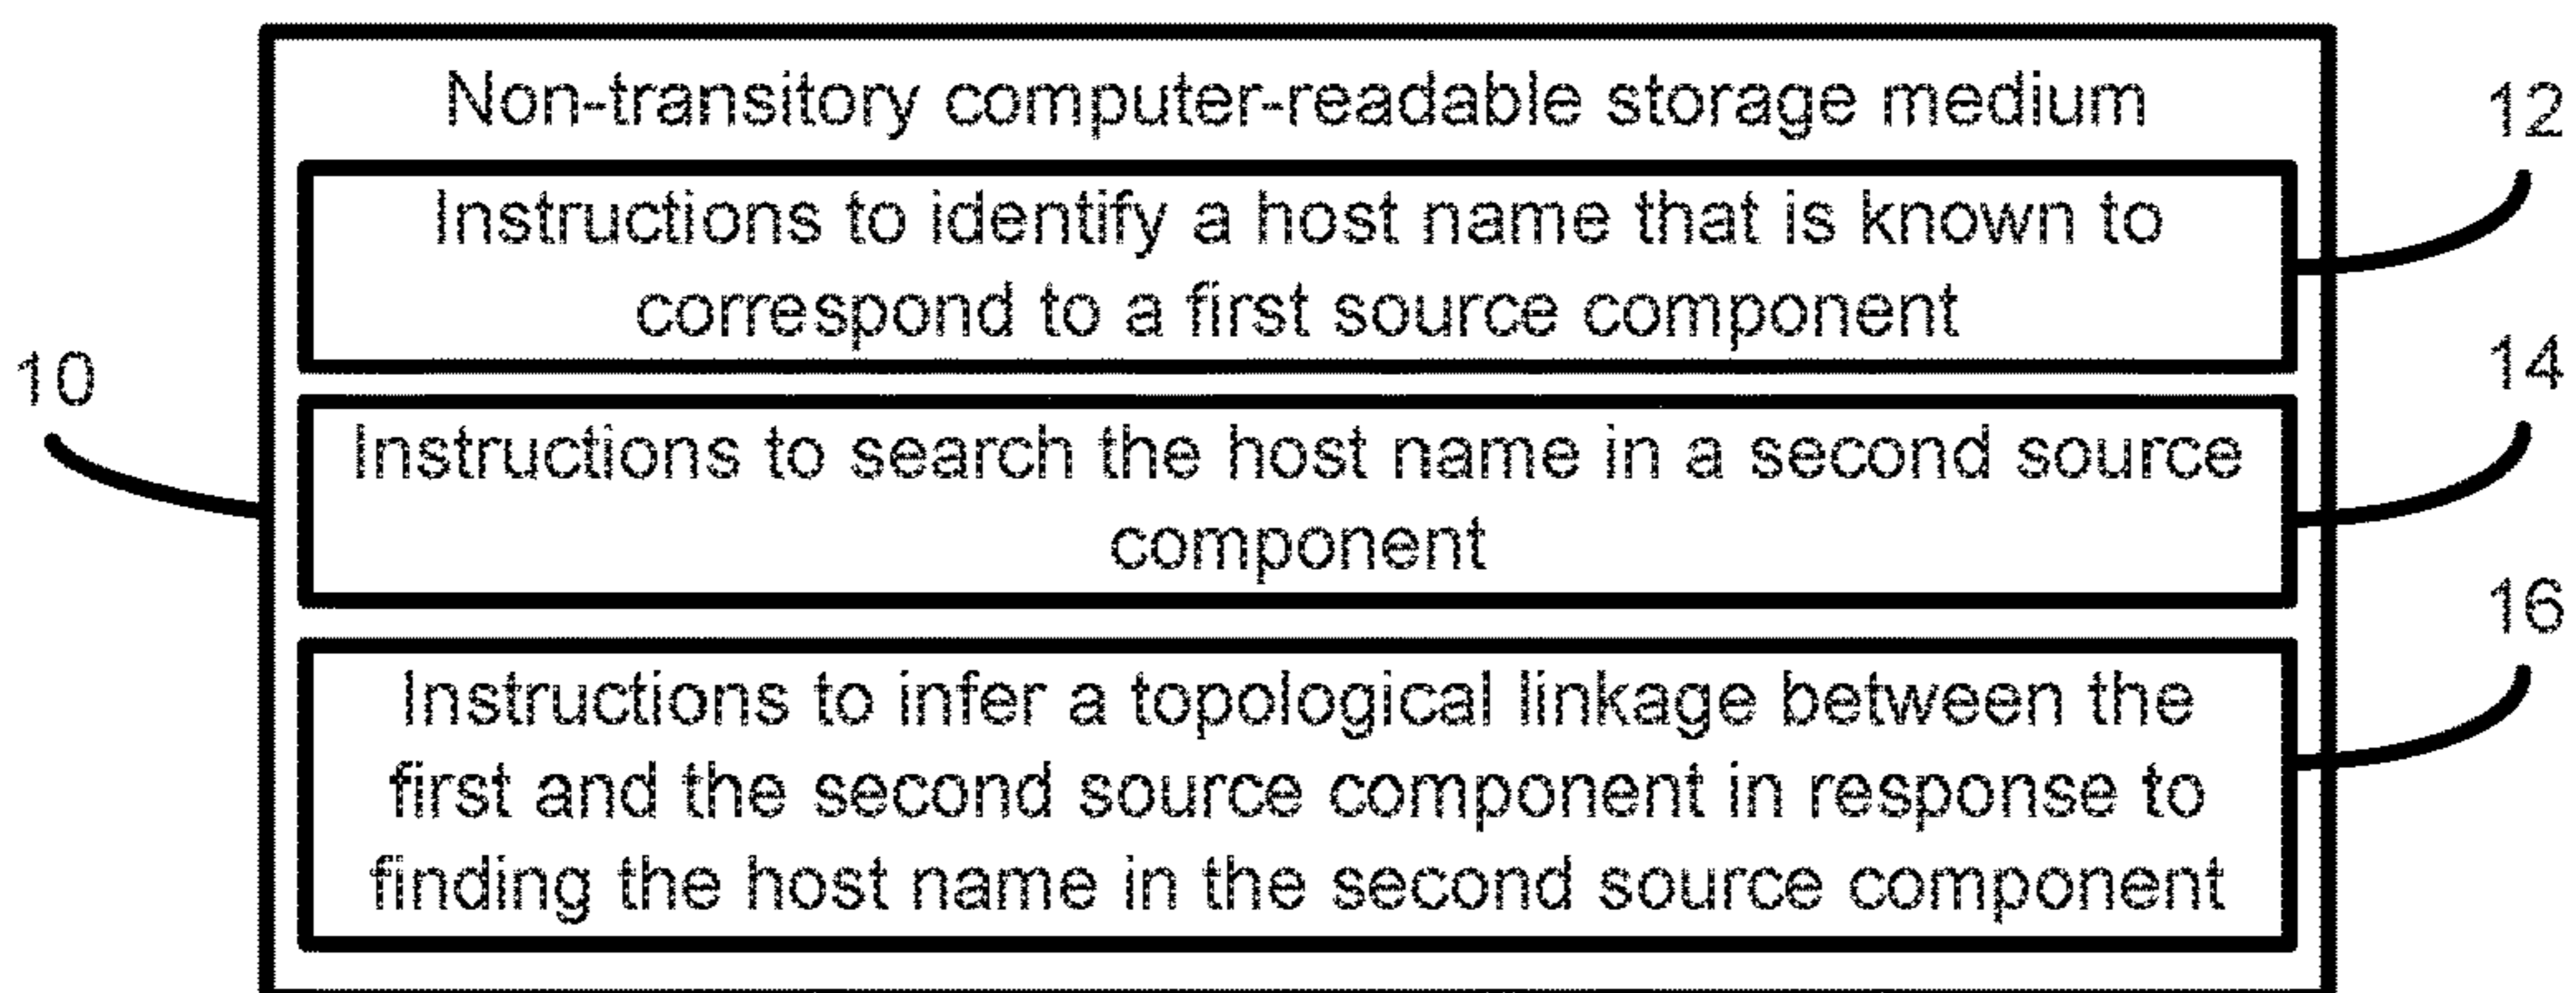 Non-transitory computer-readable storage medium
12
Instructions to identify a host name that is known to
correspond to a first source component
10
14
Instructions to search the host name in a second source
component
16
Instructions to infer a topological linkage between the
first and the second source component in response to
finding the host name in the second source component